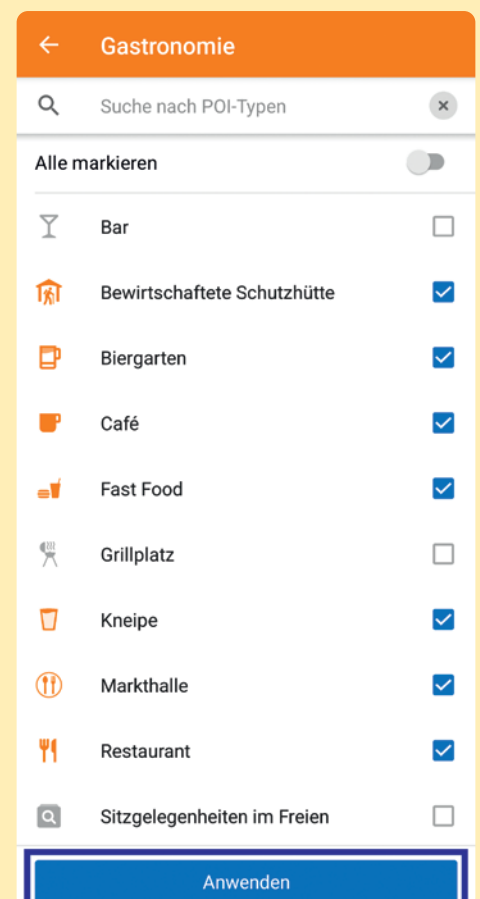 Gastronomie
Suche nach POI-Typen
Alle markieren
Bar
Bewirtschaftete Schutzhütte
Biergarten
Café
Fast Food
Grillplatz
Kneipe
Markthalle
Restaurant
Sitzgelegenheiten im Freien
Anwenden